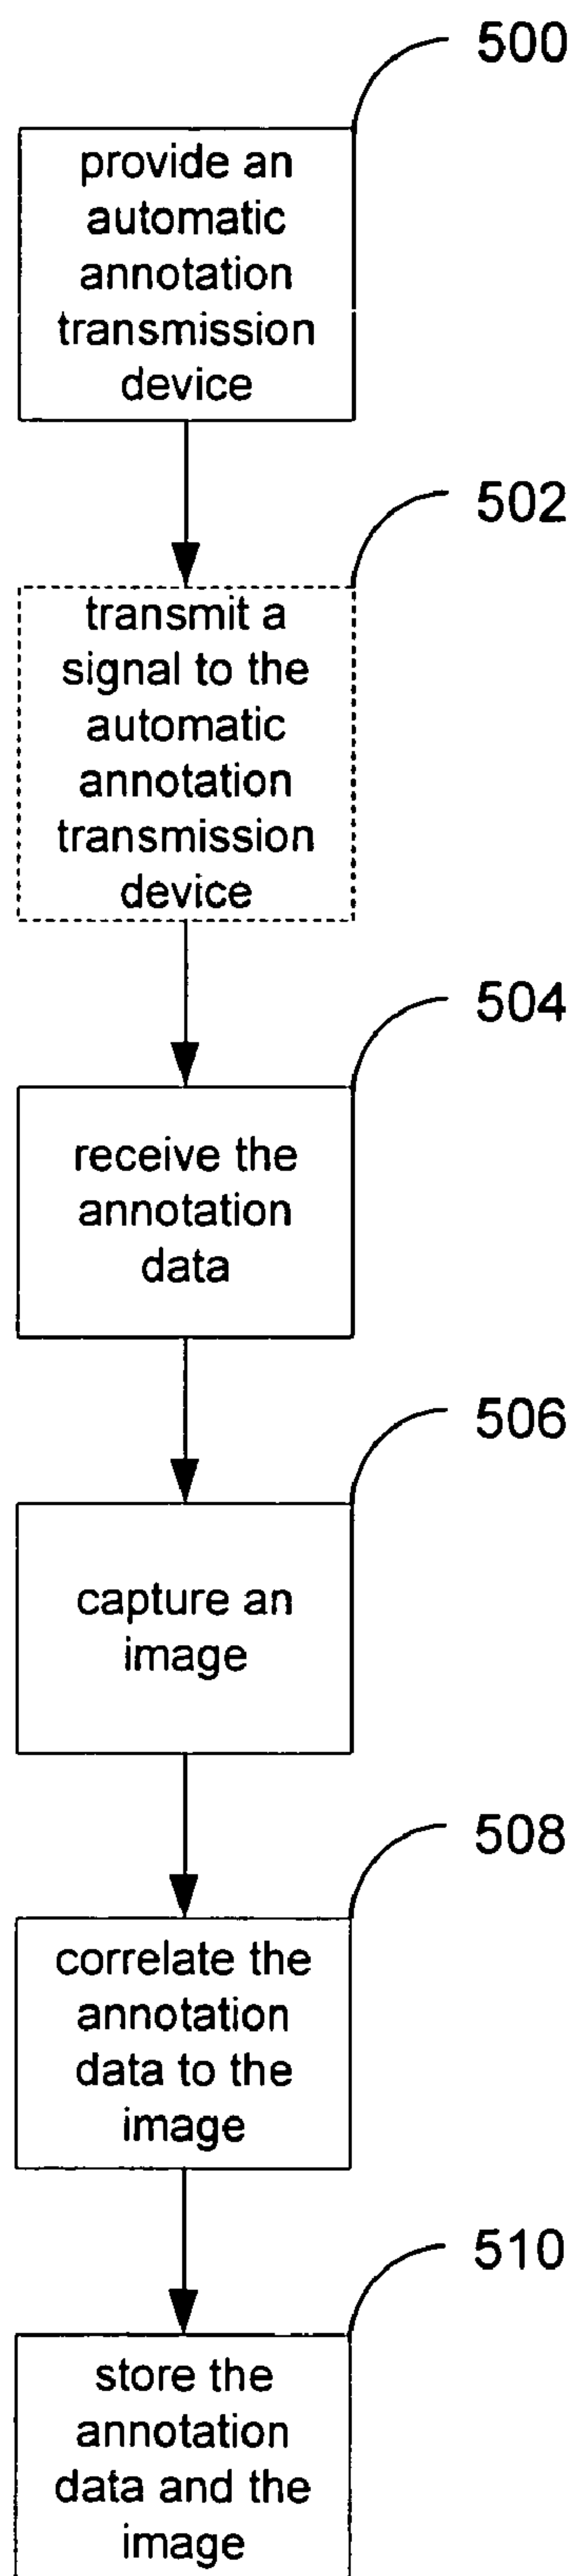 500
provide an
automatic
annotation
transmission
device
502
transmit a
signal to the
automatic
annotation
transmission
device
504
receive the
annotation
data
506
capture an
image
508
correlate the
annotation
data to the
image
510
store the
annotation
data and the
image